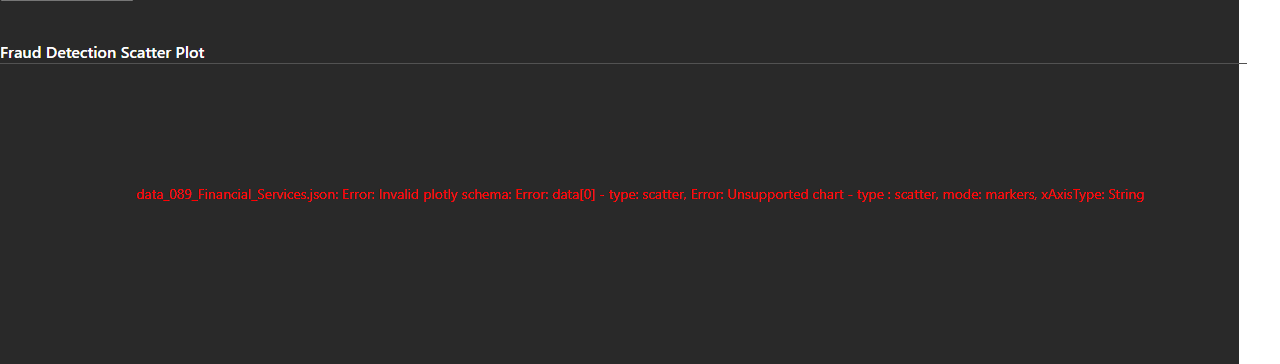 Fraud Detection Scatter Plot
data_089_Financial_Services.json: Error: Invalid plotly schema: Error: data[0] - type: scatter, Error: Unsupported chart - type : scatter, mode: markers, xAxisType: String